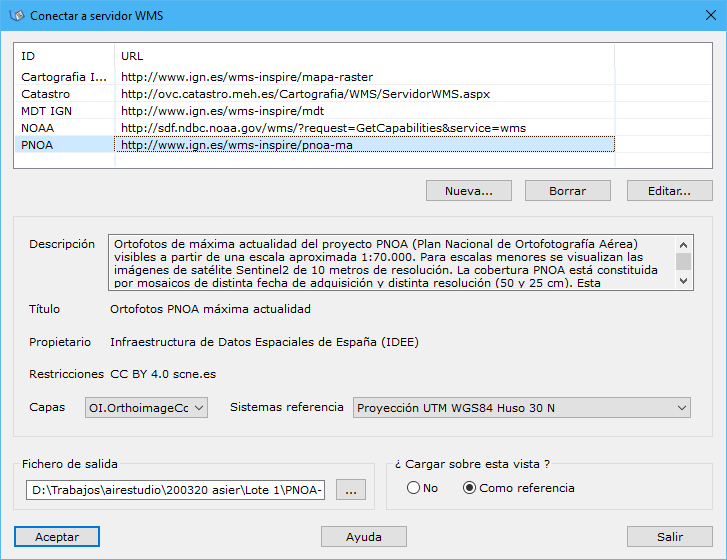 Conectar a servidor WMS
ID URL
Cartografia I... http://www.ign.es/wms-inspire/mapa-raster
Catastro http://ovc.catastro.meh.es/Cartografia/WMS/ServidorWMS.aspx
MDT IGN http://www.ign.es/wms-inspire/mdt
NOAA http://sdf.ndbc.noaa.gov/wms/?request=GetCapabilities&service=wms
PNOA http://www.ign.es/wms-inspire/pnoa-ma
Nueva... Borrar Editar...
Descripción Ortofotos de máxima actualidad del proyecto PNOA (Plan Nacional de Ortofotografía Aérea)
visibles a partir de una escala aproximada 1:70.000. Para escalas menores se visualizan las
imágenes de satélite Sentinel2 de 10 metros de resolución. La cobertura PNOA está constituida
por mosaicos de distinta fecha de adquisición y distinta resolución (50 y 25 cm). Esta
Título Ortofotos PNOA máxima actualidad
Propietario Infraestructura de Datos Espaciales de España (IDEE)
Restricciones CC BY 4.0 scne.es
Capas OI.OrthoimageCo Sistemas referencia Proyección UTM WGS84 Huso 30 N
Fichero de salida ¿ Cargar sobre esta vista ?
D:\Trabajos\airestudio\200320 asier\Lote 1\PNOA- ... No Como referencia
Aceptar Ayuda Salir